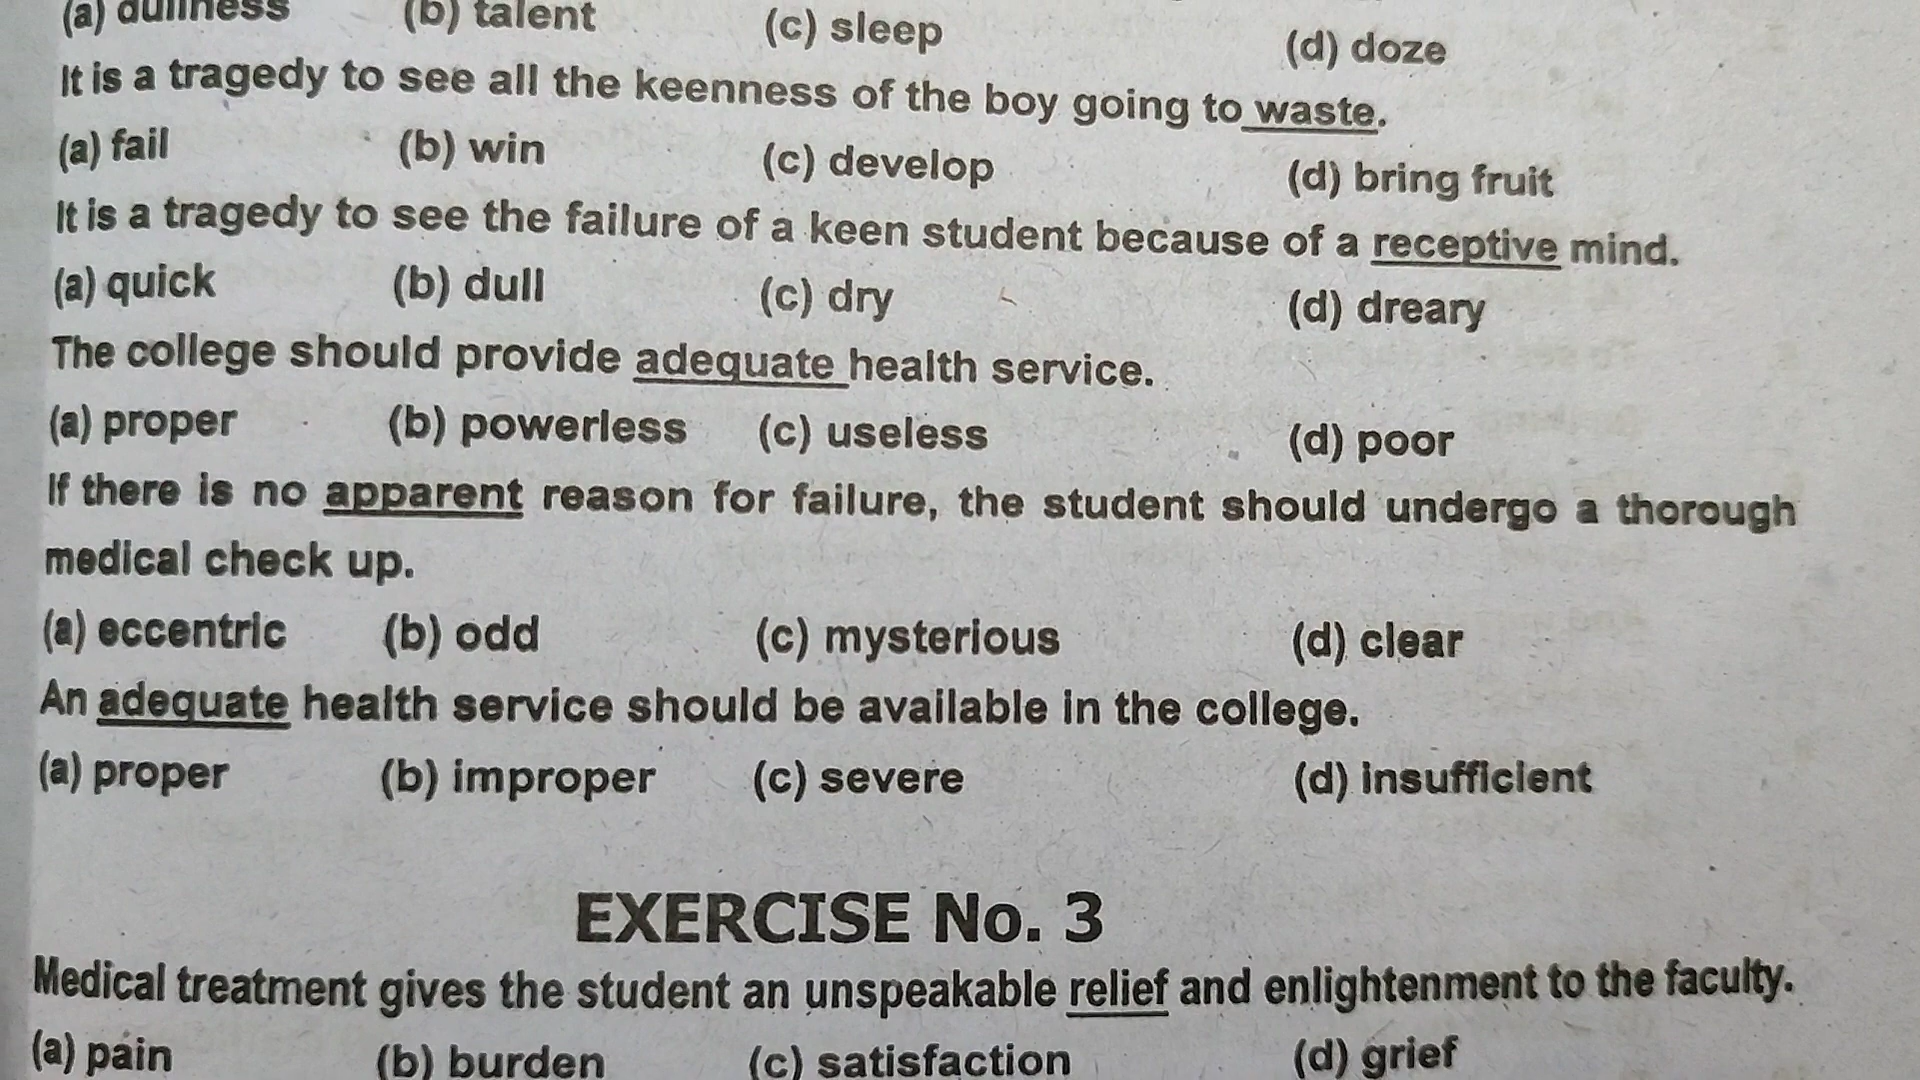 (a) dullness (b) talent (c) sleep (d) doze
It is a tragedy to see all the keenness of the boy going to waste.
(a) fail (b) win (c) develop (d) bring fruit
It is a tragedy to see the failure of a keen student because of a receptive mind.
(a) quick (b) dull (c) dry (d) dreary
The college should provide adequate health service.
(a) proper (b) powerless (c) useless (d) poor
If there is no apparent reason for failure, the student should undergo a thorough
medical check up.
(a) eccentric (b) odd (c) mysterious (d) clear
An adequate health service should be available in the college.
(a) proper (b) improper (c) severe (d) insufficient
EXERCISE No. 3
Medical treatment gives the student an unspeakable relief and enlightenment to the faculty.
(a) pain (b) burden (c) satisfaction (d) grief